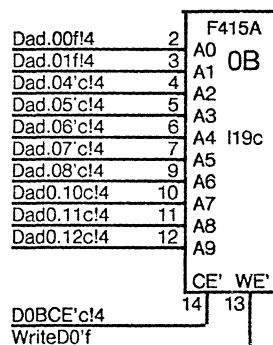 F415A
Dad.00f!4 2 A0 0B
Dad.01f!4 3 A1
Dad.04'c!4 4 A2
Dad.05'c!4 5 A3
Dad.06'c!4 6 A4 I19c
Dad.07'c!4 7 A5
Dad.08'c!4 9 A6
Dad0.10c!4 10 A7
Dad0.11c!4 11 A8
Dad0.12c!4 12 A9
CE' WE'
14 13
D0BCE'c!4
WriteD0'f